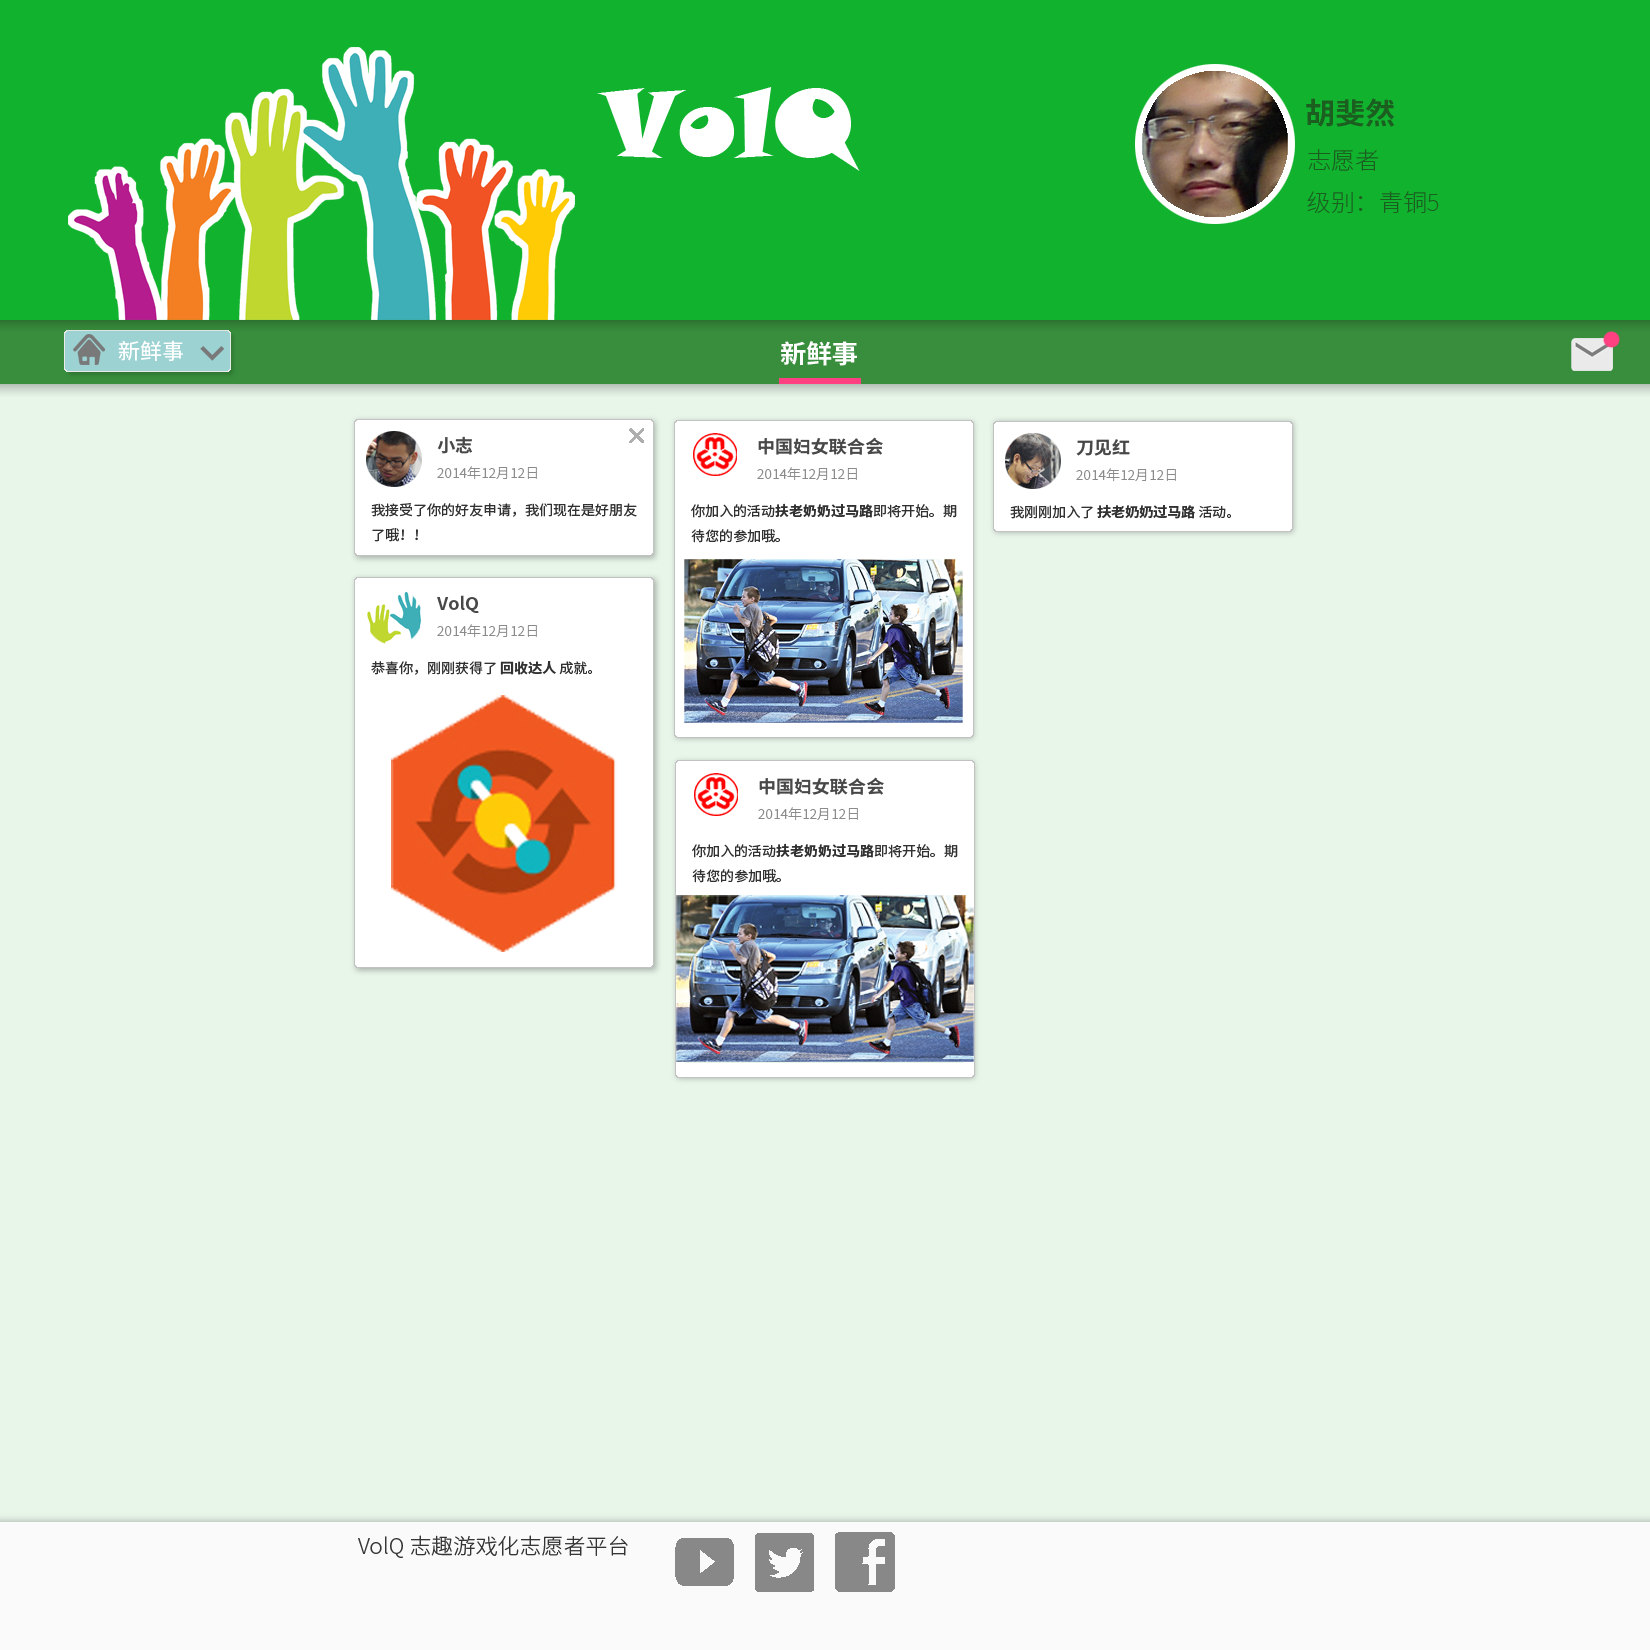 VolQ
胡斐然
志愿者
级别：青铜5
新鲜事
新鲜事
小志
2014年12月12日
我接受了你的好友申请，我们现在是好朋友
了哦！！
VolQ
2014年12月12日
恭喜你，刚刚获得了 回收达人 成就。
中国妇女联合会
2014年12月12日
你加入的活动扶老奶奶过马路即将开始。期
待您的参加哦。
中国妇女联合会
2014年12月12日
你加入的活动扶老奶奶过马路即将开始。期
待您的参加哦。
刀见红
2014年12月12日
我刚刚加入了 扶老奶奶过马路 活动。
VolQ 志趣游戏化志愿者平台